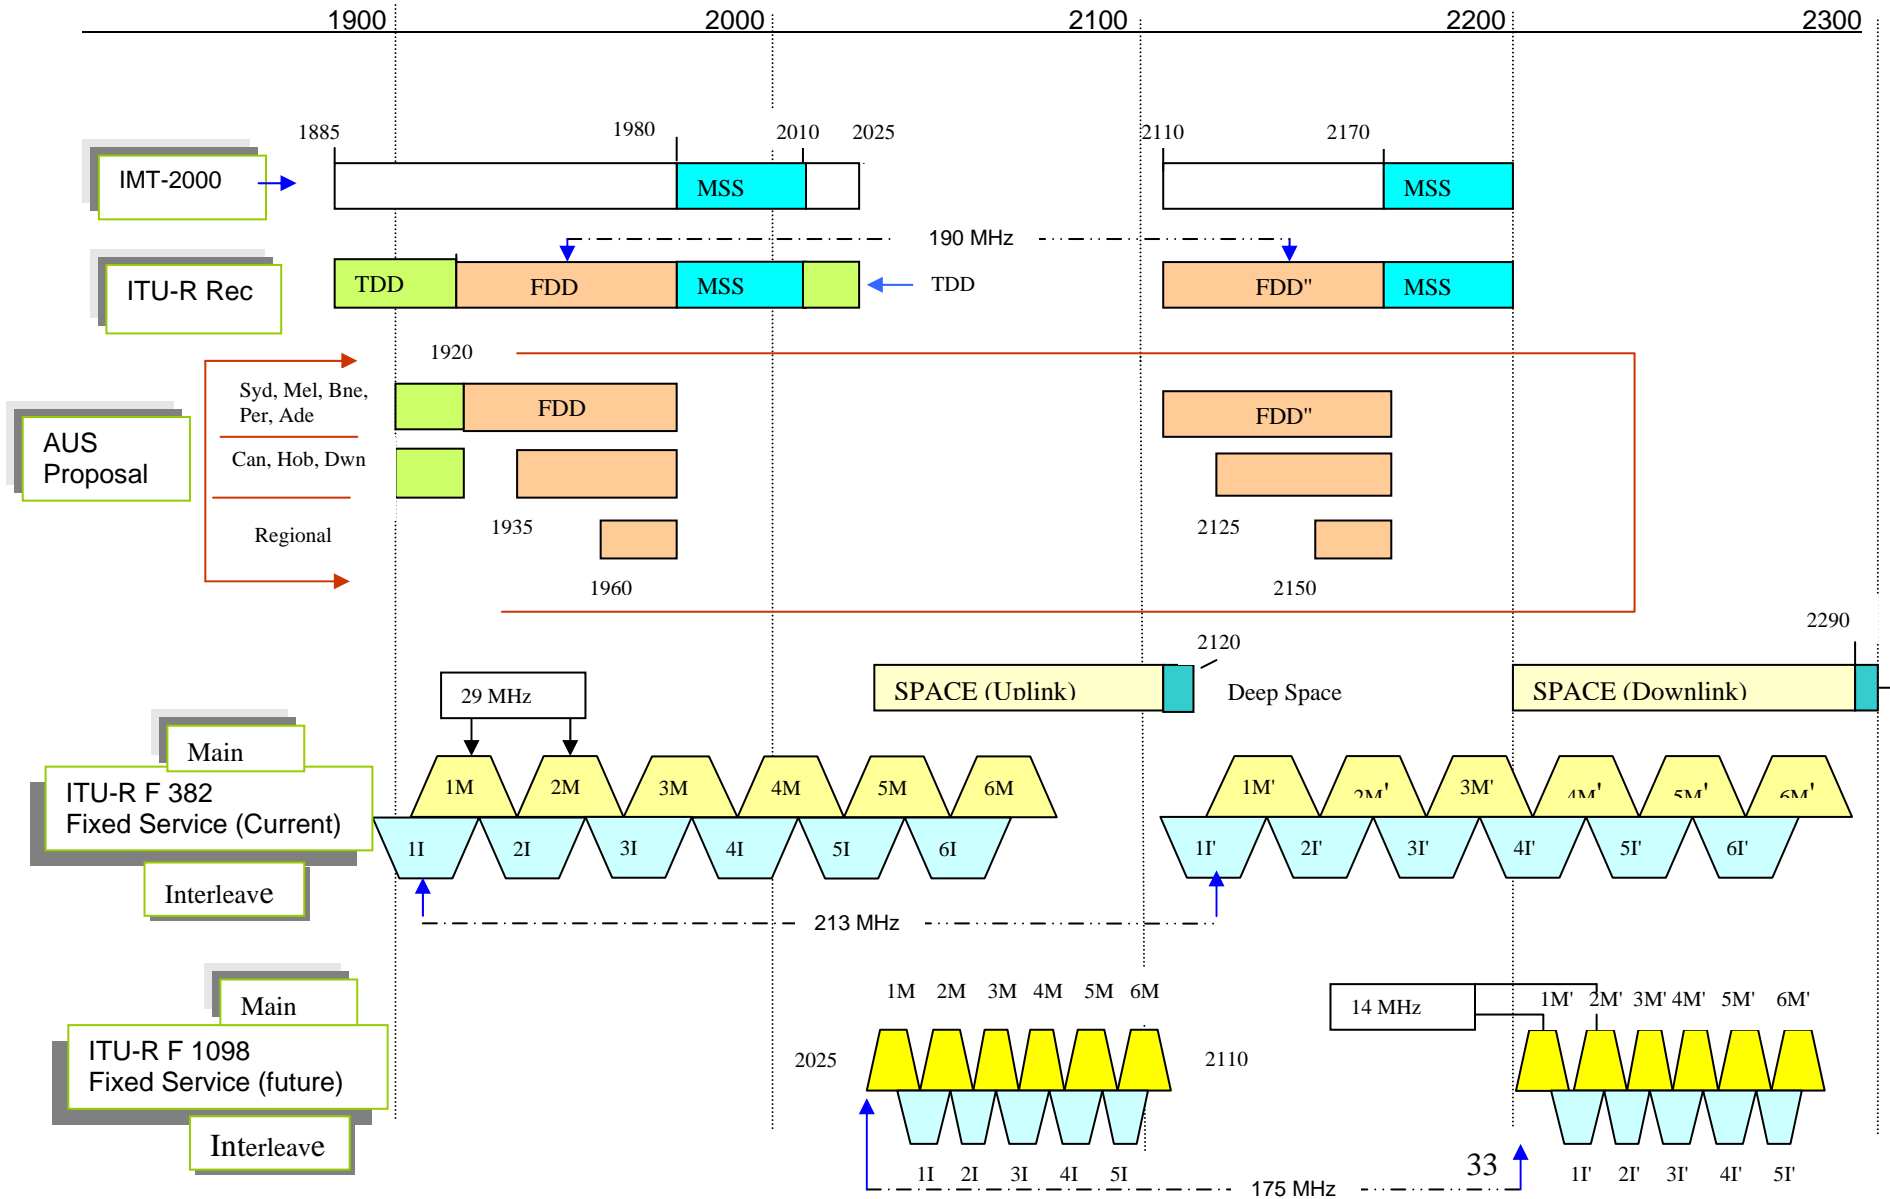 1900 2000 2100 2200 2300
1885 1980 2010 2025 2110 2170
IMT-2000 MSS MSS
190 MHz
ITU-R Rec TDD FDD MSS TDD FDD" MSS
1920
Syd, Mel, Bne,
Per, Ade
FDD FDD"
AUS
Proposal
Can, Hob, Dwn
1935 2125
Regional
1960 2150
2290
2120
SPACE (Uplink) Deep Space SPACE (Downlink)
29 MHz
Main
ITU-R F 382
Fixed Service (Current)
1M 2M 3M 4M 5M 6M 1M' 2M' 3M' 4M' 5M' 6M'
1I 2I 3I 4I 5I 6I 1I' 2I' 3I' 4I' 5I' 6I'
Interleave
213 MHz
Main
1M 2M 3M 4M 5M 6M 14 MHz 1M' 2M' 3M' 4M' 5M' 6M'
ITU-R F 1098
Fixed Service (future)
2025 2110
Interleave
1I 2I 3I 4I 5I 33 1I' 2I' 3I' 4I' 5I'
175 MHz